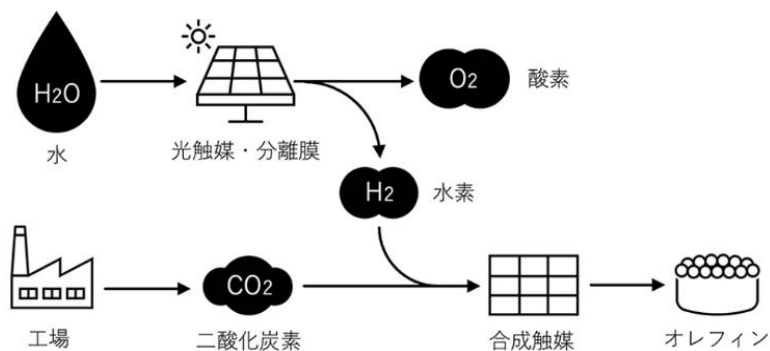 H2O
O2
酸素
水
光触媒・分離膜
H2
水素
CO2
工場
二酸化炭素
合成触媒
オレフィン